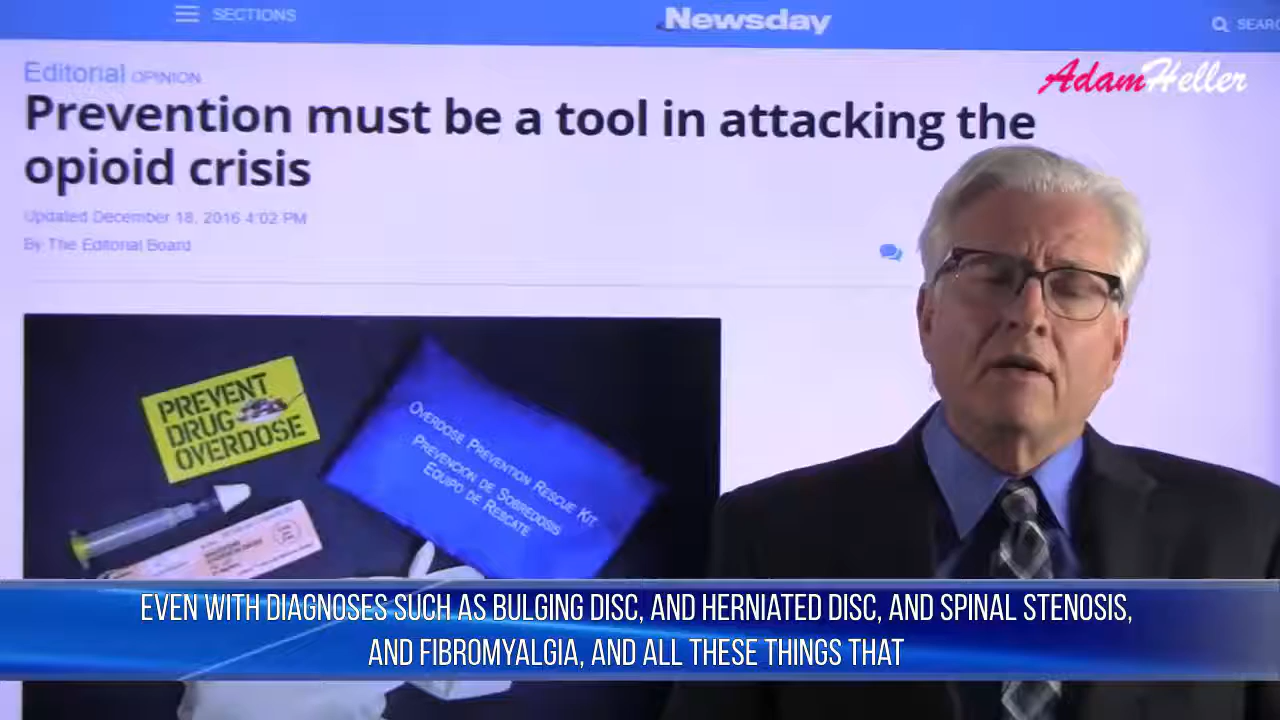 SECTIONS
Newsday
SEARC
AdamHeller
Editorial OPINION
Prevention must be a tool in attacking the
opioid crisis
Updated December 18, 2016 4:02 PM
By The Editorial Board
PREVENT
DRUG
OVERDOSE
OVERDOSE PREVENTION RESCUE KIT
PREVENCION DE SOBREDOSIS
EQUIPO DE RESCATE
EVEN WITH DIAGNOSES SUCH AS BULGING DISC, AND HERNIATED DISC, AND SPINAL STENOSIS,
AND FIBROMYALGIA, AND ALL THESE THINGS THAT